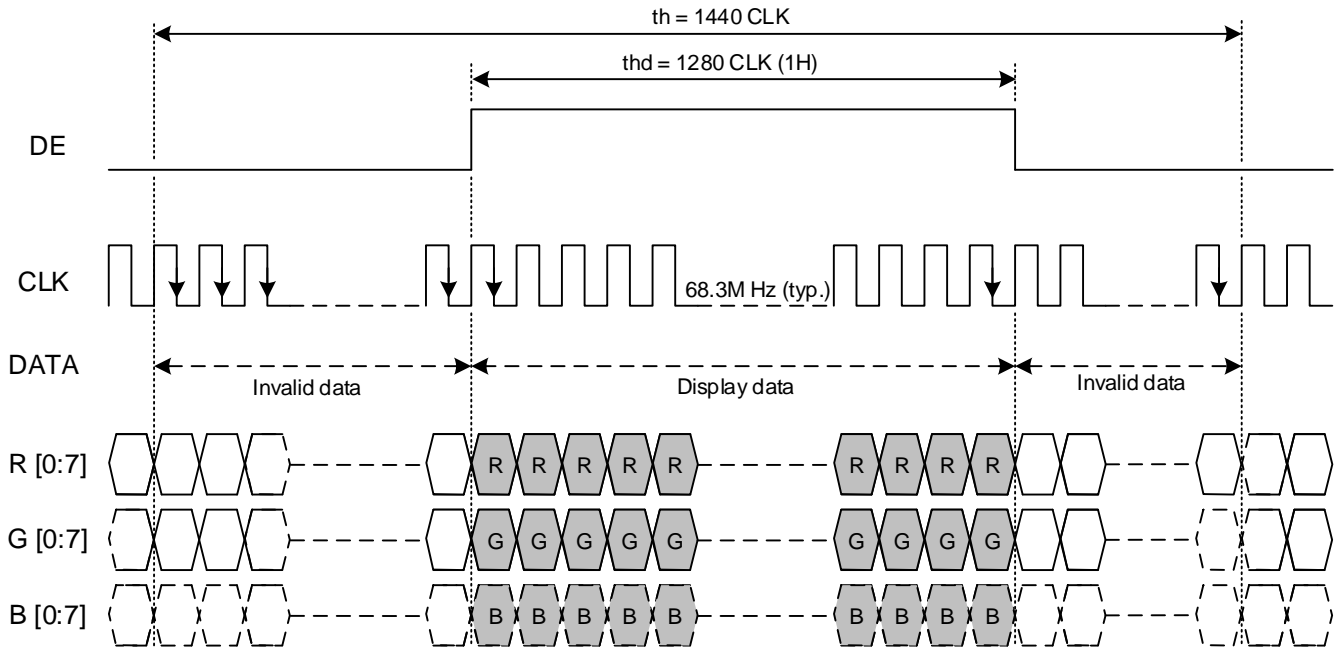 th = 1440 CLK
thd = 1280 CLK (1H)
DE
CLK
68.3M Hz (typ.)
DATA
Invalid data
Display data
Invalid data
R [0:7]
R R R R R R R R R
G [0:7]
G G G G G G G G G
B [0:7]
B B B B B B B B B